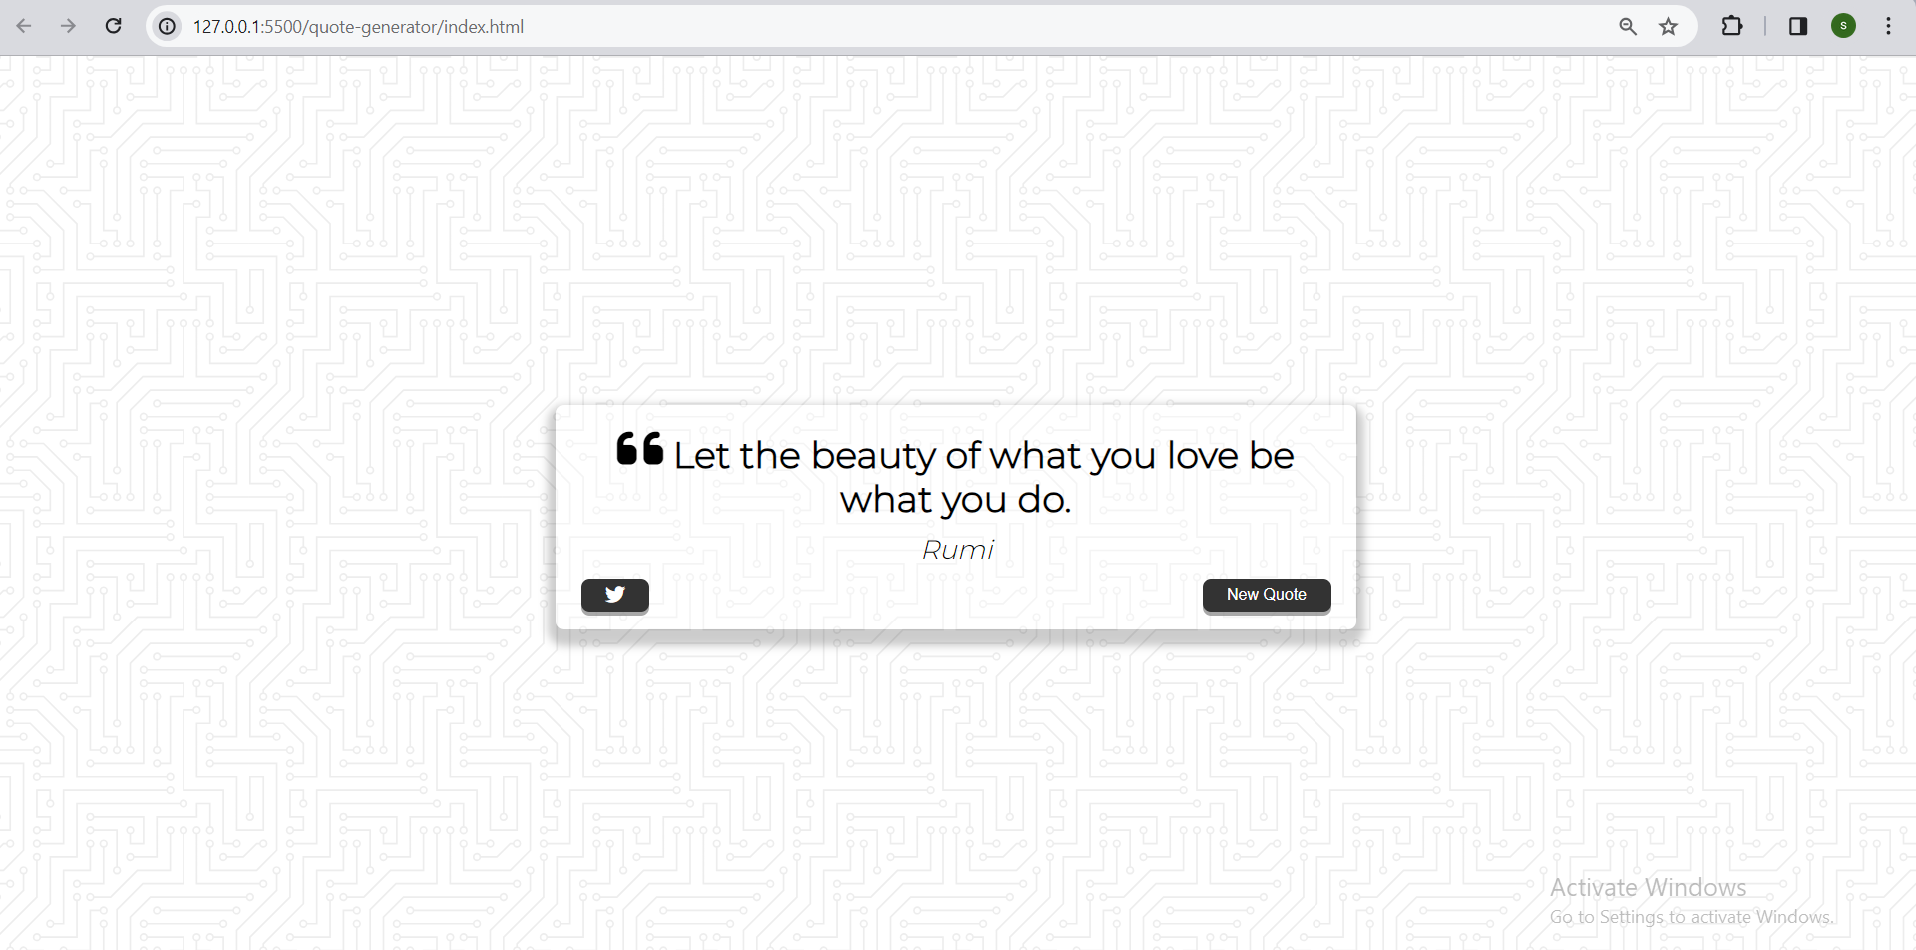 127.0.0.1:5500/quote-generator/index.html
S
“ Let the beauty of what you love be
what you do.
Rumi
New Quote
Activate Windows
Go to Settings to activate Windows.